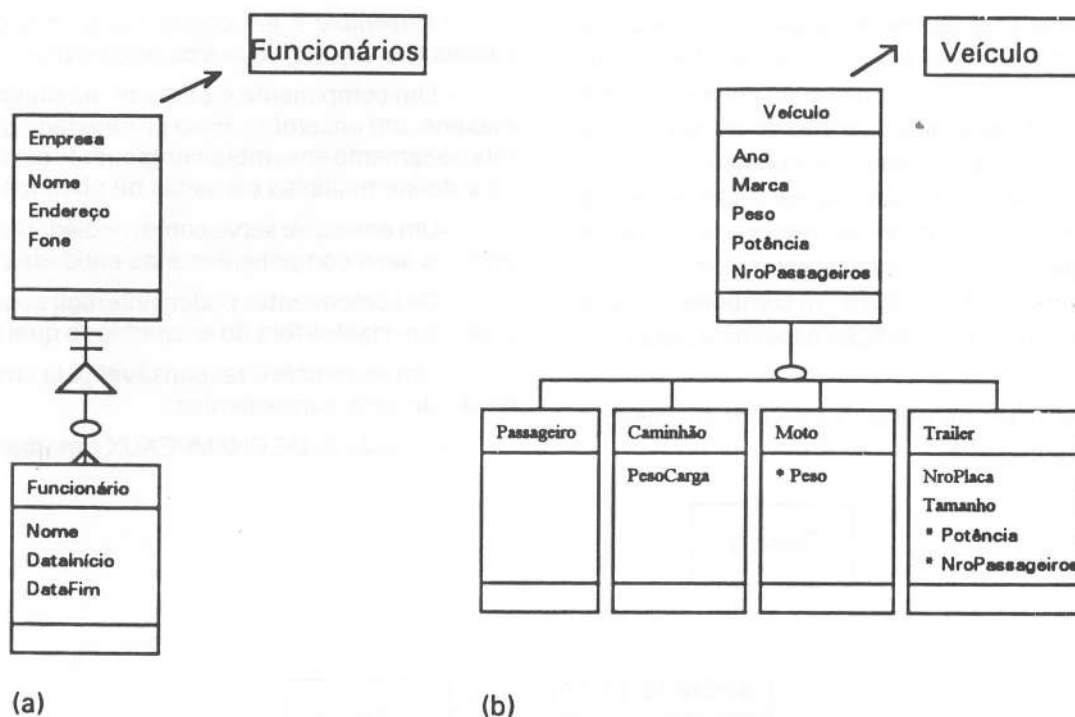 Funcionários
Empresa
Nome
Endereço
Fone
Funcionário
Nome
DataInício
DataFim
(a)
Veículo
Veículo
Ano
Marca
Peso
Potência
NroPassageiros
Passageiro
Caminhão
PesoCarga
Moto
* Peso
Trailer
NroPlaca
Tamanho
* Potência
* NroPassageiros
(b)